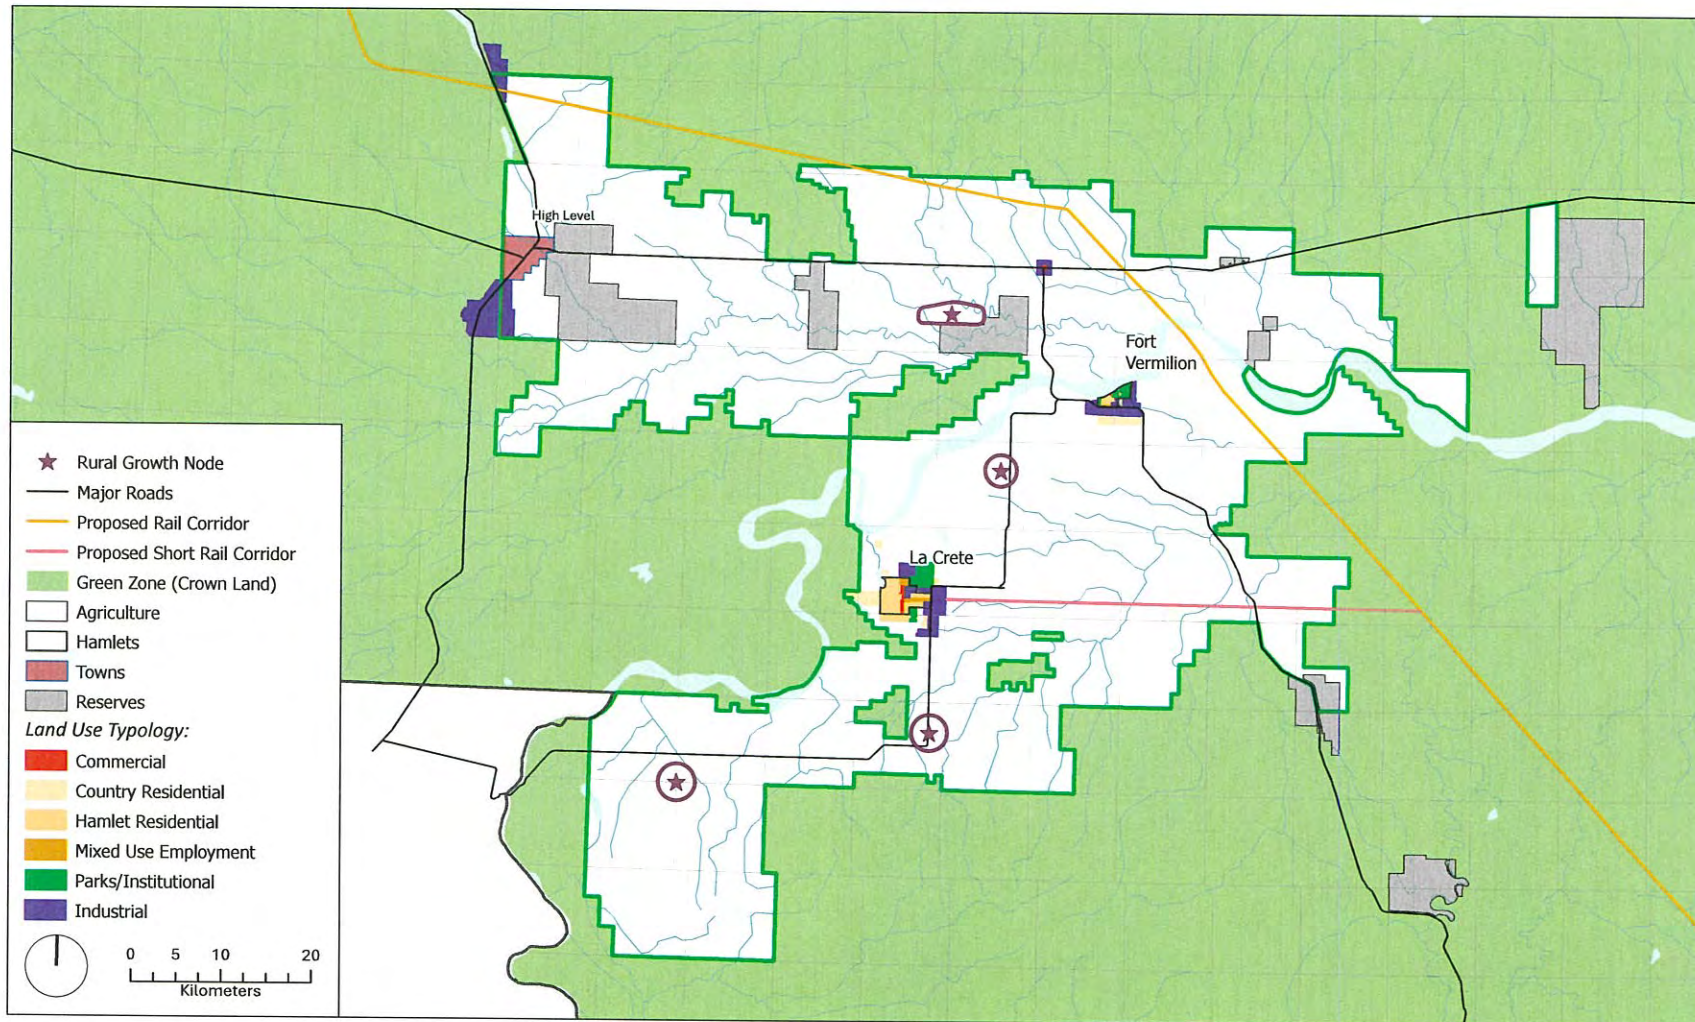 High Level
Fort
Vermilion
La Crete
Rural Growth Node
Major Roads
Proposed Rail Corridor
Proposed Short Rail Corridor
Green Zone (Crown Land)
Agriculture
Hamlets
Towns
Reserves
Land Use Typology:
Commercial
Country Residential
Hamlet Residential
Mixed Use Employment
Parks/Institutional
Industrial
0 5 10 20
Kilometers